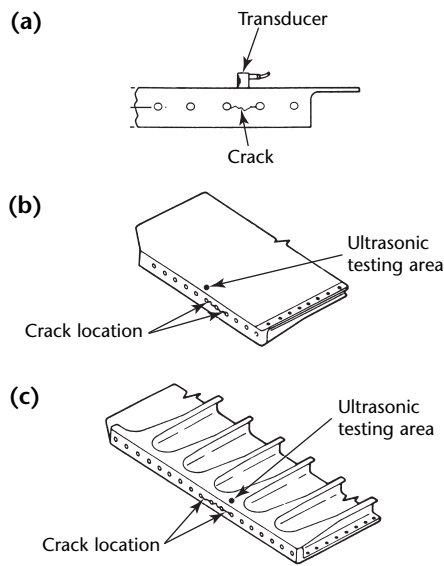 (a)
Transducer
Crack
(b)
Ultrasonic
testing area
Crack location
(c)
Ultrasonic
testing area
Crack location